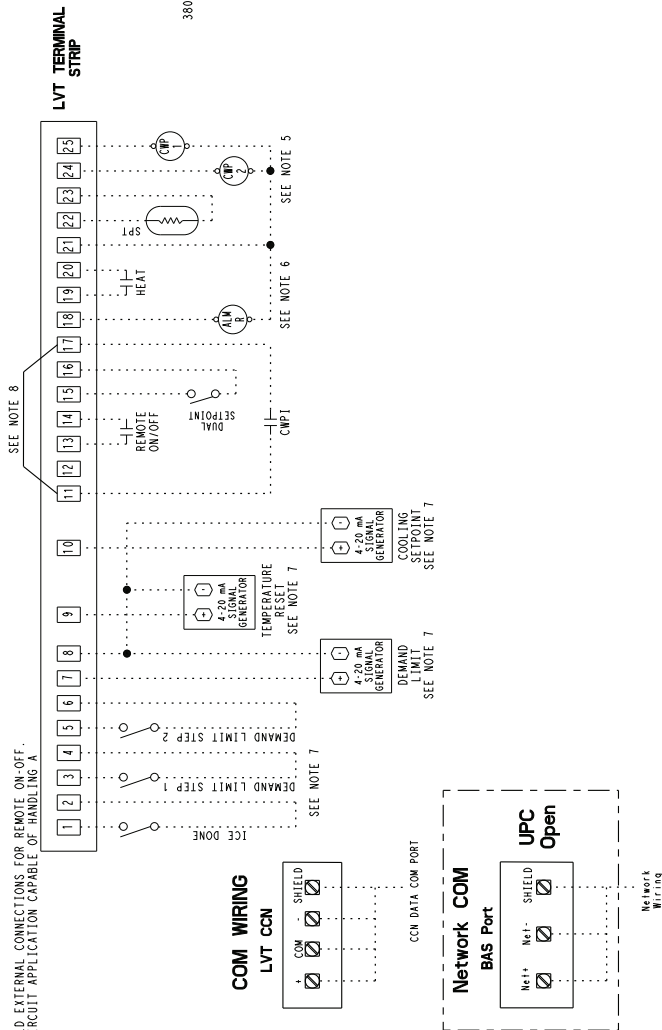 .D EXTERNAL CONNECTIONS FOR REMOTE ON-OFF.
RCUIT APPLICATION CAPABLE OF HANDLING A
380
LVT TERMINAL
STRIP
SEE NOTE 8
1 2 3 4 5 6 7 8 9 10 11 12 13 14 15 16 17 18 19 20 21 22 23 24 25
ICE DONE
DEMAND LIMIT STEP 1
DEMAND LIMIT STEP 2
SEE NOTE 7
+ -
4-20 mA
SIGNAL
GENERATOR
DEMAND
LIMIT
SEE NOTE 7
+ -
4-20 mA
SIGNAL
GENERATOR
TEMPERATURE
RESET
SEE NOTE 7
+ -
4-20 mA
SIGNAL
GENERATOR
COOLING
SETPOINT
SEE NOTE 7
REMOTE
ON/OFF
DUAL
SETPOINT
CWPI
ALM
R
HEAT
SEE NOTE 6
SPT
CWP
2
CWP
1
SEE NOTE 5
COM WIRING
LVT CCN
+ COM - SHIELD
CCN DATA COM PORT
Network COM
BAS Port
Net+ Net- SHIELD
UPC
Open
Network
Wiring